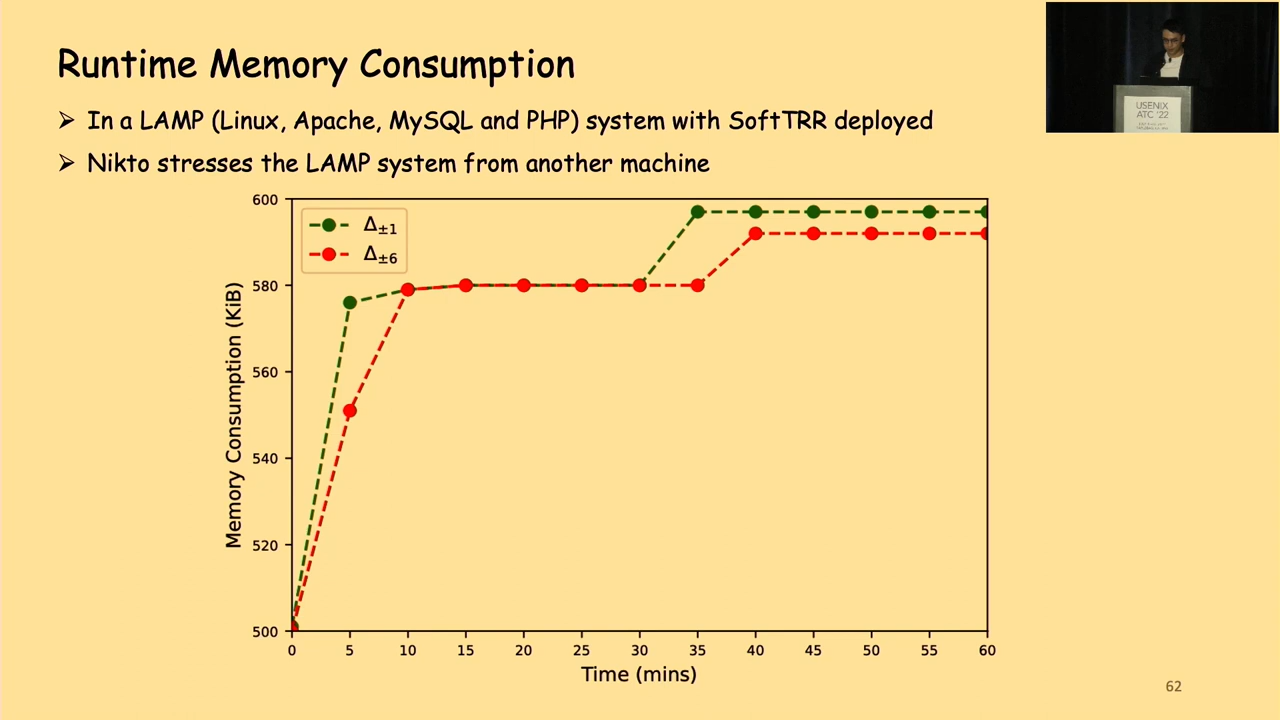 Runtime Memory Consumption
➢ In a LAMP (Linux, Apache, MySQL and PHP) system with SoftTRR deployed
➢ Nikto stresses the LAMP system from another machine
USENIX
ATC '22
Δ±1
Δ±6
Memory Consumption (KiB)
600
580
560
540
520
500
0 5 10 15 20 25 30 35 40 45 50 55 60
Time (mins)
62